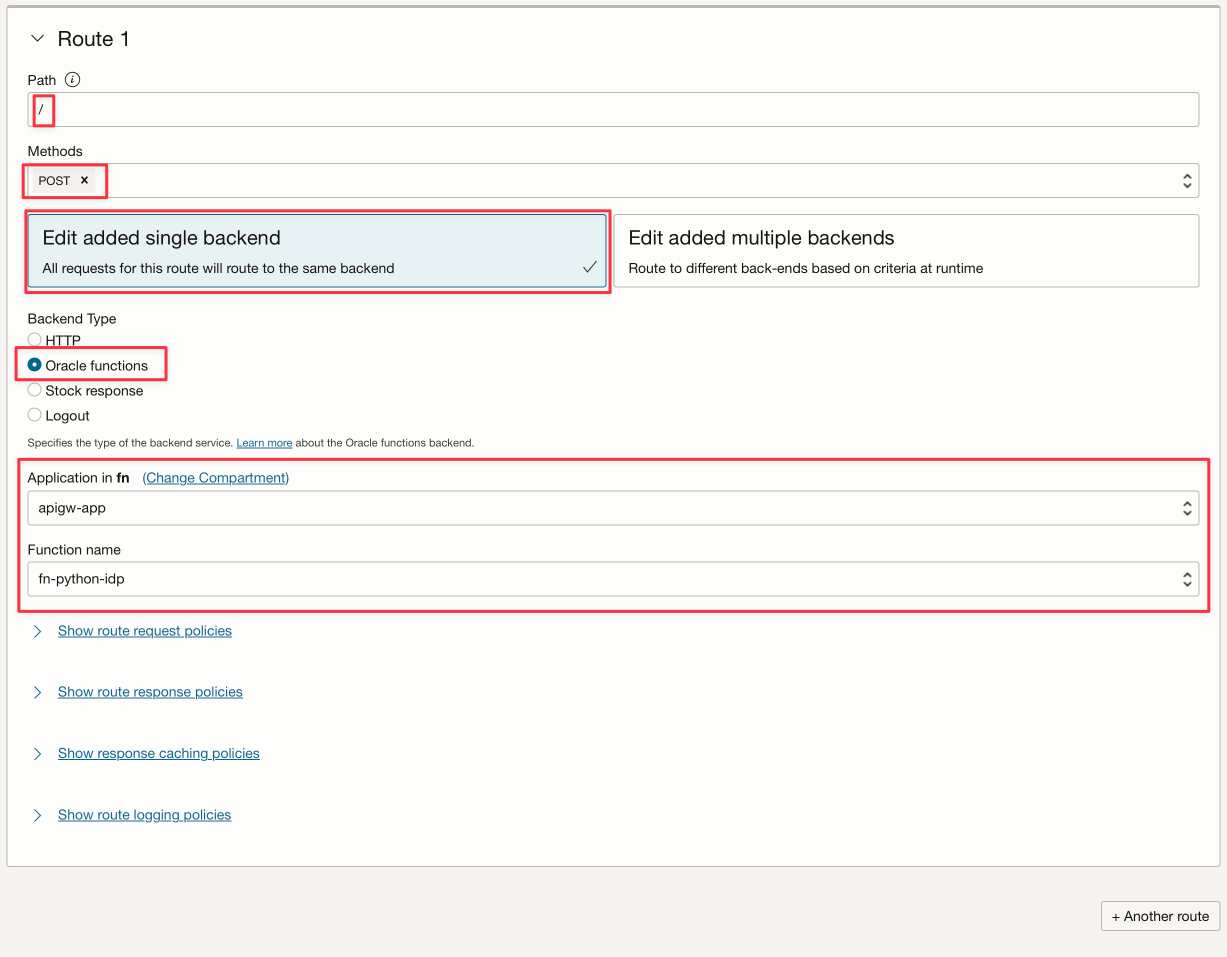 Route 1
Path
/
Methods
POST ×
Edit added single backend
All requests for this route will route to the same backend
Edit added multiple backends
Route to different back-ends based on criteria at runtime
Backend Type
HTTP
Oracle functions
Stock response
Logout
Specifies the type of the backend service. Learn more about the Oracle functions backend.
Application in fn (Change Compartment)
apigw-app
Function name
fn-python-idp
Show route request policies
Show route response policies
Show response caching policies
Show route logging policies
+ Another route